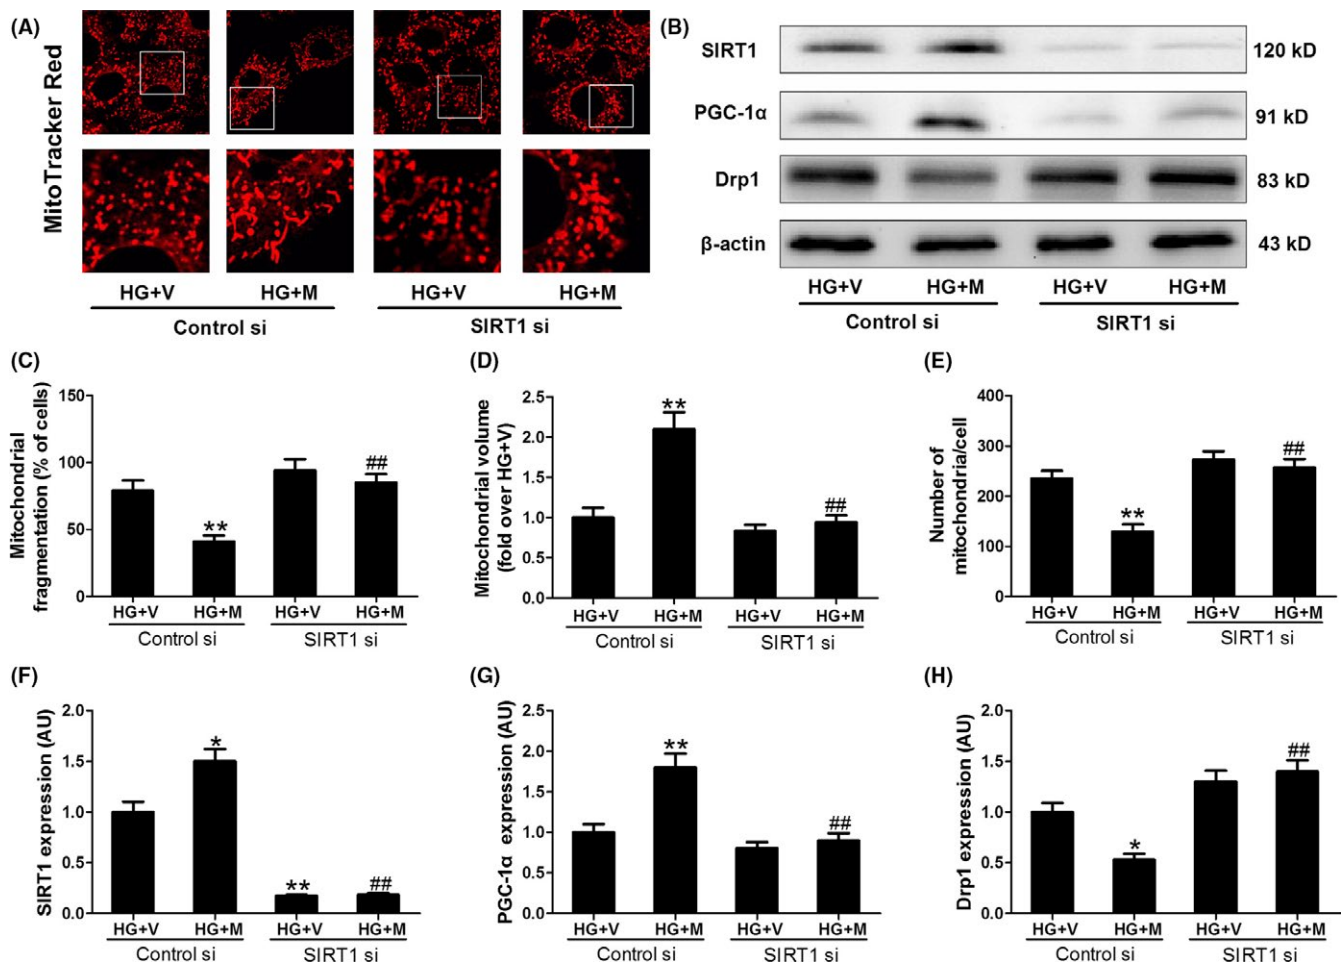 (A)
MitoTracker Red
HG+V HG+M HG+V HG+M
Control si SIRT1 si
(B)
SIRT1 120 kD
PGC-1α 91 kD
Drp1 83 kD
β-actin 43 kD
HG+V HG+M HG+V HG+M
Control si SIRT1 si
(C)
Mitochondrial
fragmentation (% of cells)
150
100
50
0
** ##
HG+V HG+M HG+V HG+M
Control si SIRT1 si
(D)
Mitochondrial volume
(fold over HG+V)
2.5
2.0
1.5
1.0
0.5
0.0
** ##
HG+V HG+M HG+V HG+M
Control si SIRT1 si
(E)
Number of
mitochondria/cell
400
300
200
100
0
** ##
HG+V HG+M HG+V HG+M
Control si SIRT1 si
(F)
SIRT1 expression (AU)
2.0
1.5
1.0
0.5
0.0
* ** ##
HG+V HG+M HG+V HG+M
Control si SIRT1 si
(G)
PGC-1α expression (AU)
2.5
2.0
1.5
1.0
0.5
0.0
** ##
HG+V HG+M HG+V HG+M
Control si SIRT1 si
(H)
Drp1 expression (AU)
2.0
1.5
1.0
0.5
0.0
* ##
HG+V HG+M HG+V HG+M
Control si SIRT1 si